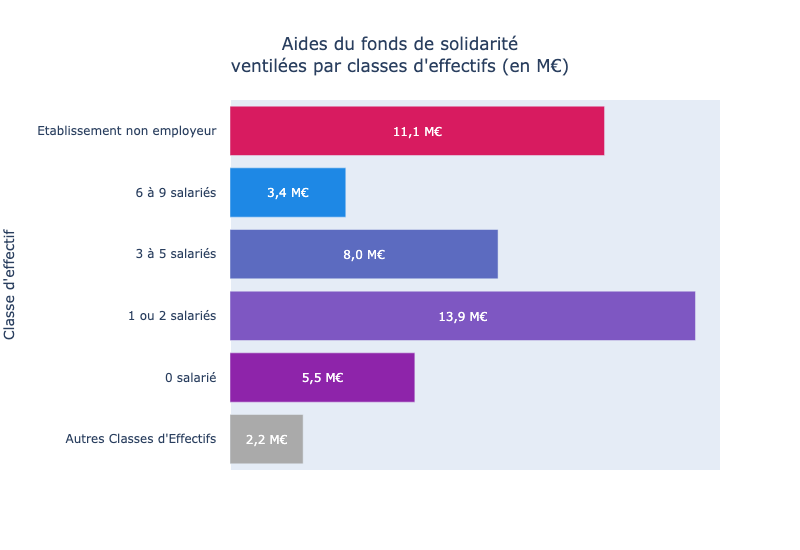 Aides du fonds de solidarité
ventilées par classes d'effectifs (en M€)
Classe d'effectif
Etablissement non employeur
11,1 M€
6 à 9 salariés
3,4 M€
3 à 5 salariés
8,0 M€
1 ou 2 salariés
13,9 M€
0 salarié
5,5 M€
Autres Classes d'Effectifs
2,2 M€